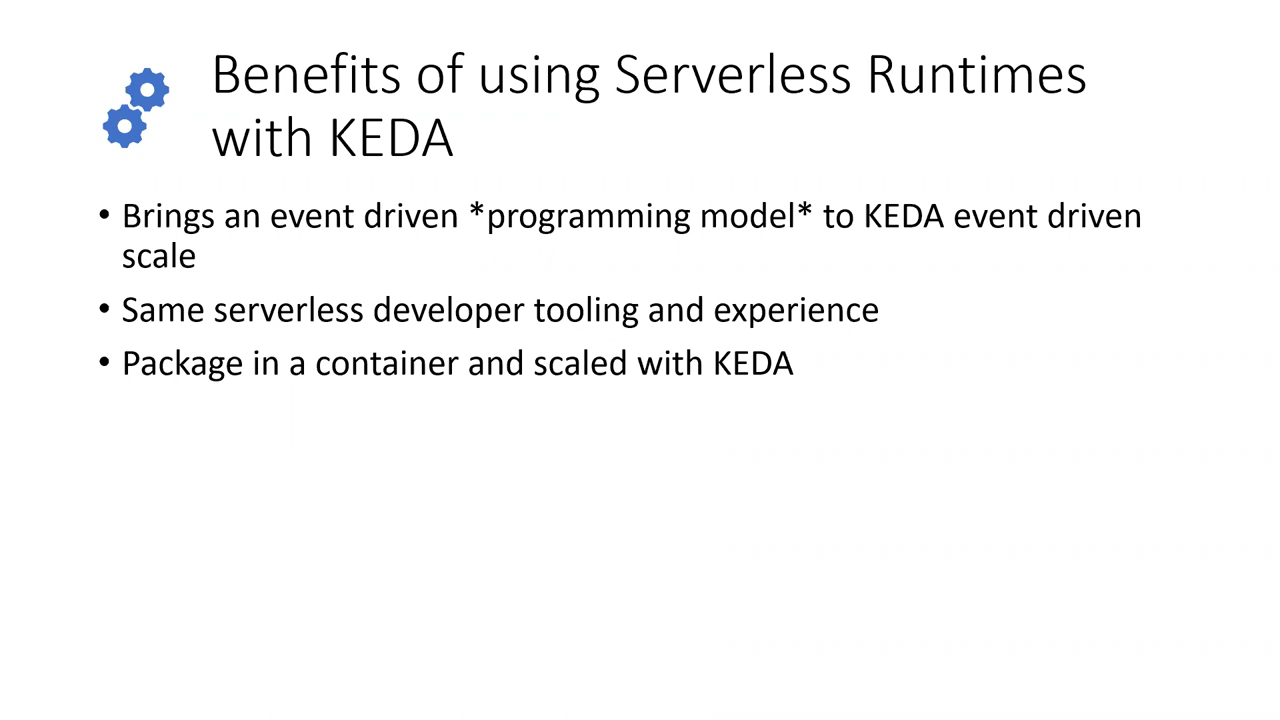 Benefits of using Serverless Runtimes
with KEDA
• Brings an event driven *programming model* to KEDA event driven
scale
• Same serverless developer tooling and experience
• Package in a container and scaled with KEDA